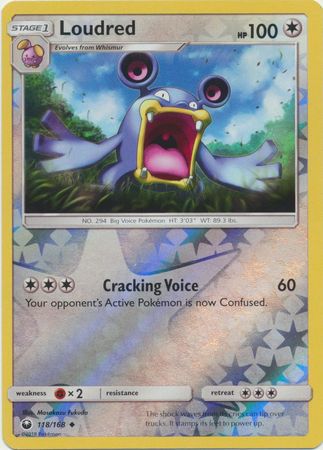 STAGE 1
Loudred
HP 100
Evolves from Whismur
NO. 294 Big Voice Pokémon HT: 3'03" WT: 89.3 lbs.
Cracking Voice 60
Your opponent's Active Pokémon is now Confused.
weakness ×2 resistance retreat
Illus. Masakazu Fukuda
118/168
©2018 Pokémon
The shock waves from its cries can tip over
trucks. It stamps its feet to power up.